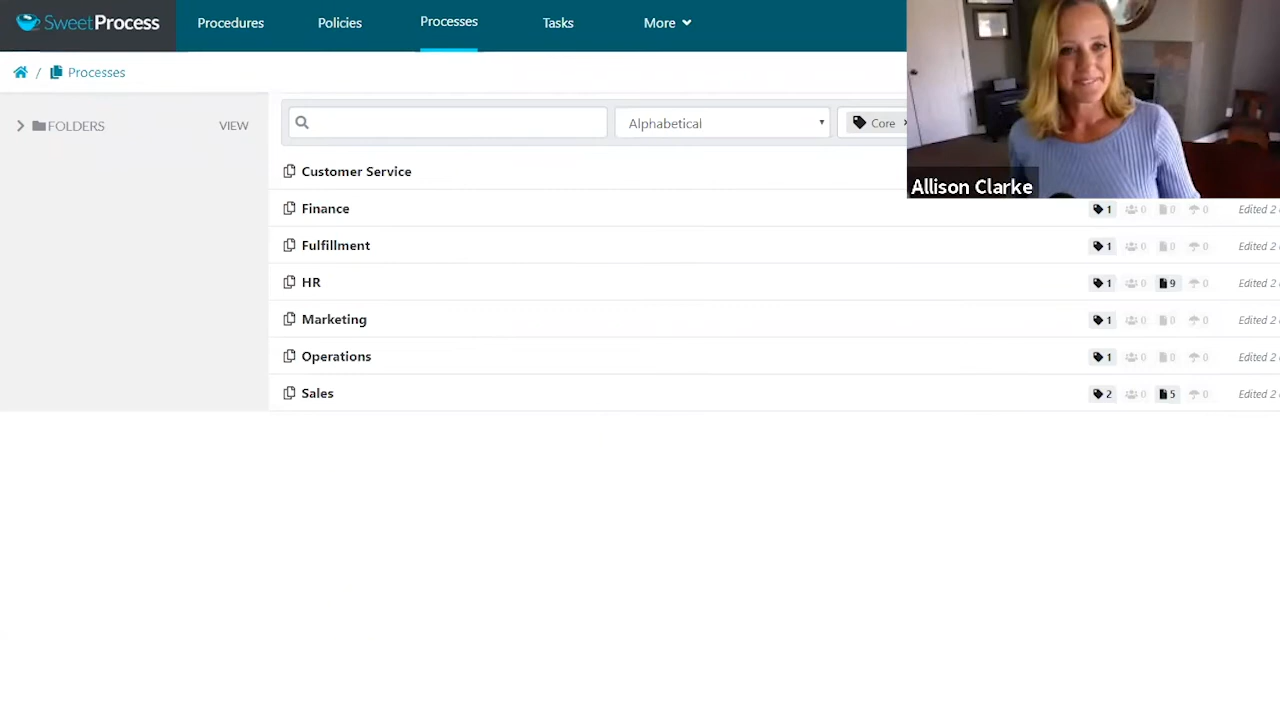 SweetProcess Procedures Policies Processes Tasks More
/ Processes
FOLDERS VIEW
Alphabetical Core ×
Allison Clarke
Customer Service
Finance 1 0 0 0 Edited 2
Fulfillment 1 0 0 0 Edited 2
HR 1 0 9 0 Edited 2
Marketing 1 0 0 0 Edited 2
Operations 1 0 0 0 Edited 2
Sales 2 0 5 0 Edited 2